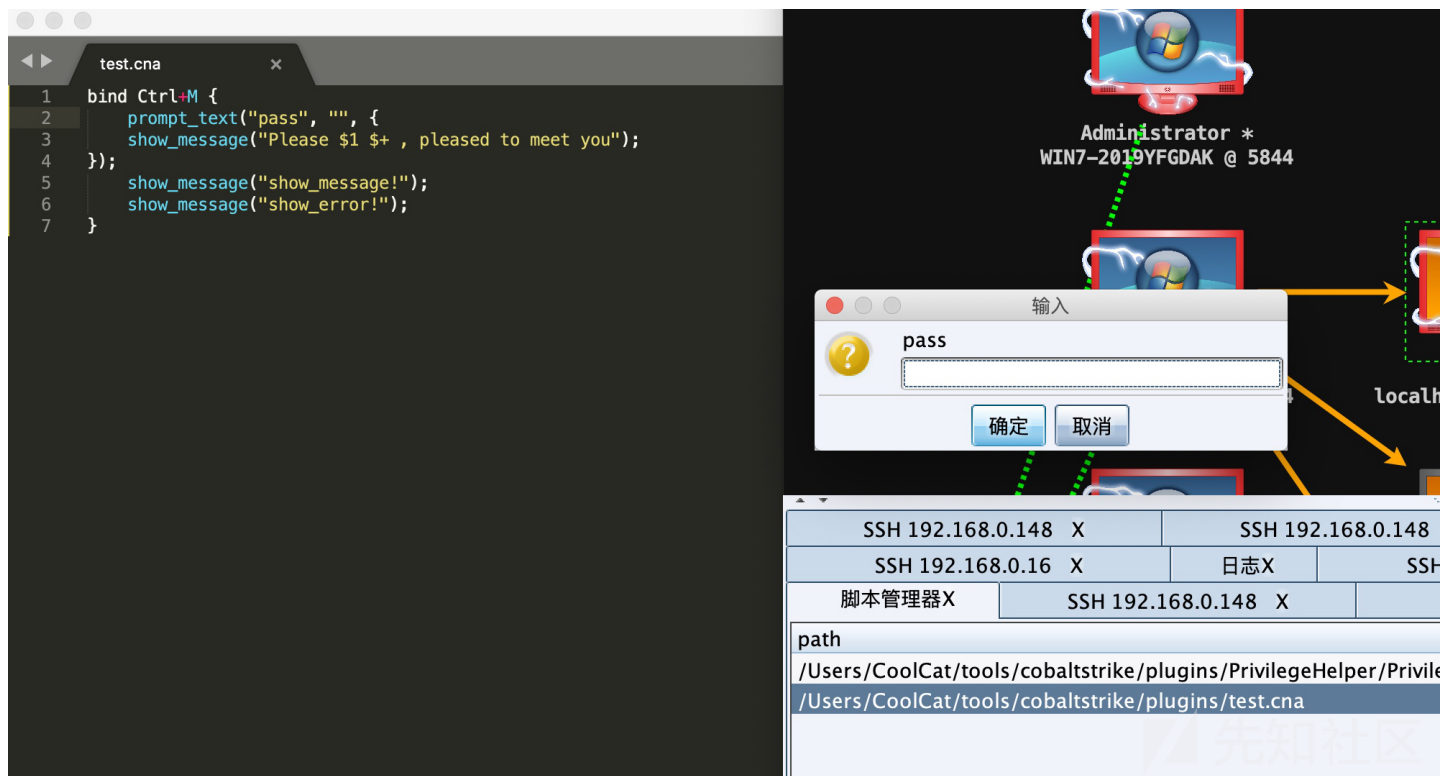 test.cna ×
1 bind Ctrl+M {
2 prompt_text("pass", "", {
3 show_message("Please $1 $+ , pleased to meet you");
4 });
5 show_message("show_message!");
6 show_message("show_error!");
7 }
Administrator *
WIN7-2019YFGDAK @ 5844
输入
pass
确定 取消
4
localh
SSH 192.168.0.148 X SSH 192.168.0.148
SSH 192.168.0.16 X 日志X SSH
脚本管理器X SSH 192.168.0.148 X
path
/Users/CoolCat/tools/cobaltstrike/plugins/PrivilegeHelper/Privile
/Users/CoolCat/tools/cobaltstrike/plugins/test.cna
先知社区